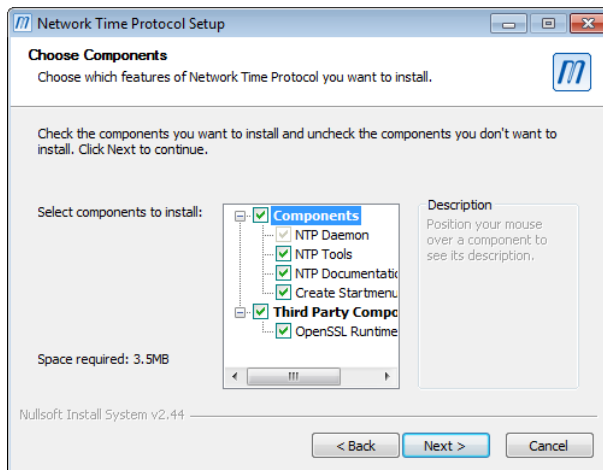 Network Time Protocol Setup
Choose Components
Choose which features of Network Time Protocol you want to install.
Check the components you want to install and uncheck the components you don't want to
install. Click Next to continue.
Select components to install:
Components
NTP Daemon
NTP Tools
NTP Documentatic
Create Startmenu
Third Party Compo
OpenSSL Runtime
Description
Position your mouse
over a component to
see its description.
Space required: 3.5MB
Nullsoft Install System v2.44
< Back
Next >
Cancel